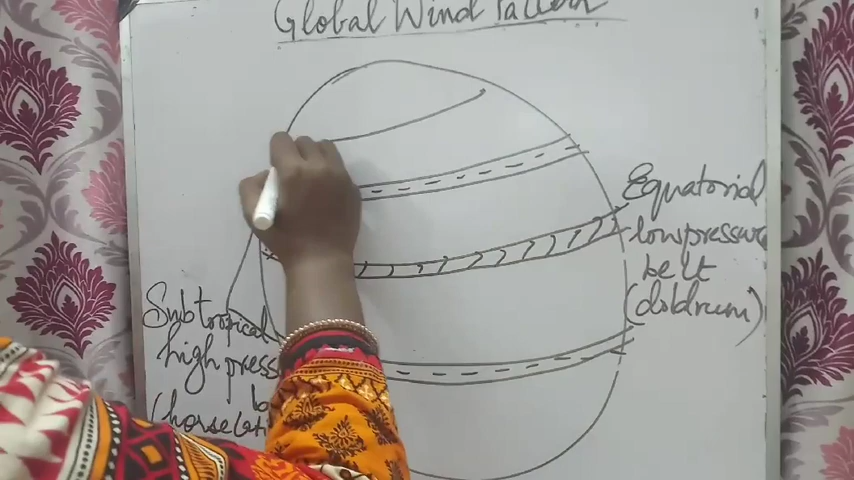 Global Wind Pattern
Equatorial
low pressure
belt
(doldrum)
Subtropical
high press
b
(horse lat